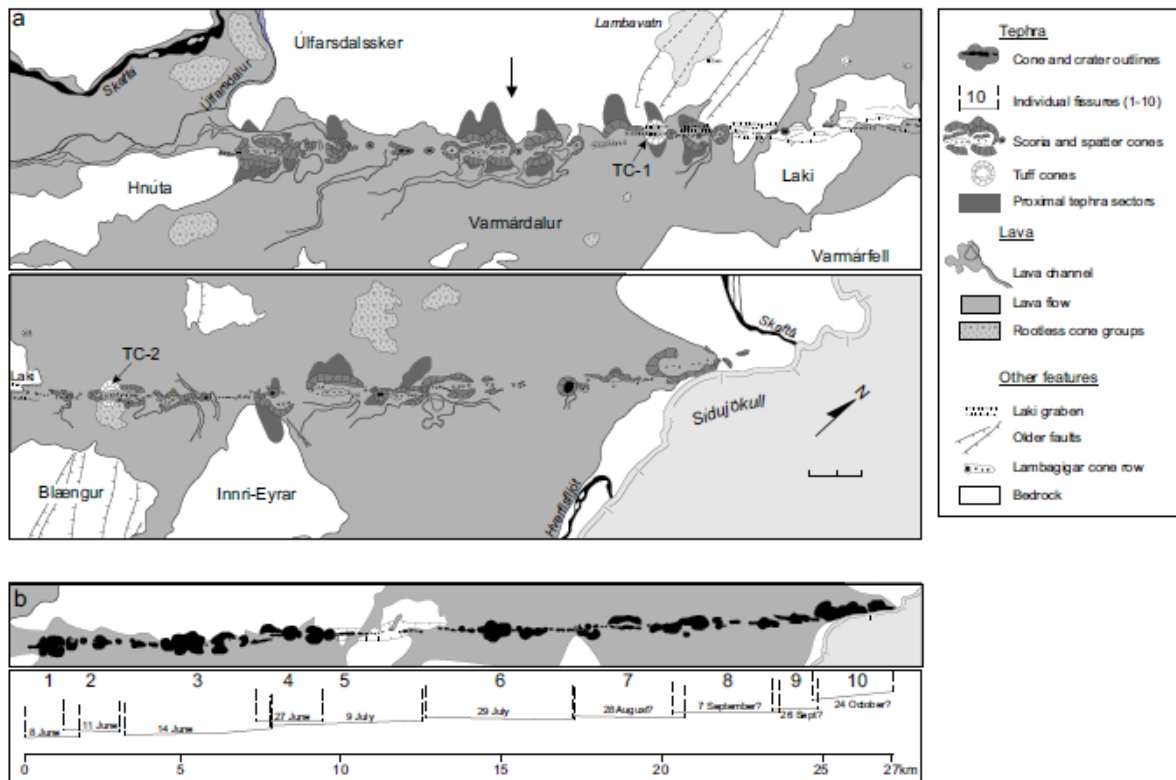 a
Lambavatn
Úlfarsdalssker
Skaftá
Úlfarsdalur
TC-1
Hnúta
Laki
Varmárdalur
Varmárfell
Skaftá
TC-2
Laki
Síðujökull
N
Blængur
Innri-Eyrar
Hverfisfljót
Tephra
Cone and crater outlines
10 Individual fissures (1-10)
Scoria and spatter cones
Tuff cones
Proximal tephra sectors
Lava
Lava channel
Lava flow
Rootless cone groups
Other features
Laki graben
Older faults
Lambagigar cone row
Bedrock
b
1 2 3 4 5 6 7 8 9 10
8 June 11 June 14 June 27 June 9 July 29 July 28 August? 7 September? 26 Sept? 24 October?
0 5 10 15 20 25 27km